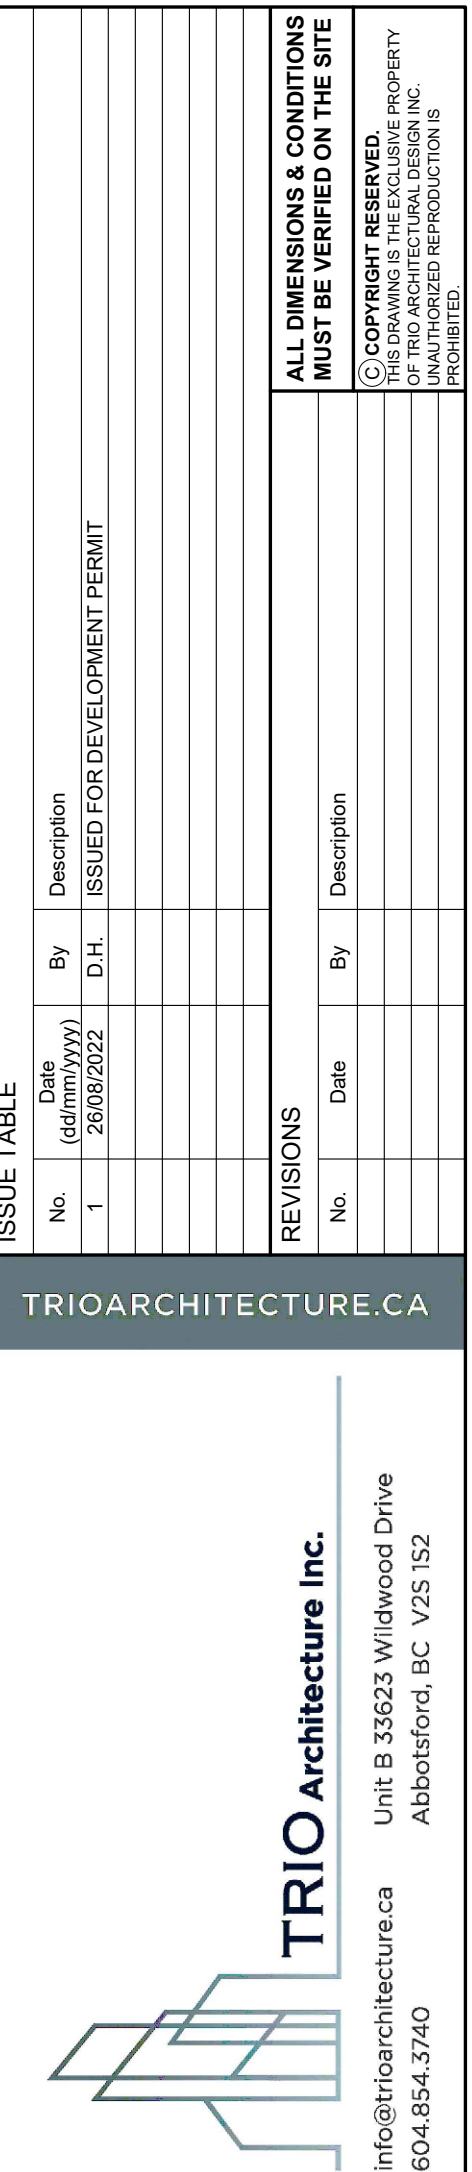 TRIO Architecture Inc.
info@trioarchitecture.ca
604.854.3740
Unit B 33623 Wildwood Drive
Abbotsford, BC V2S 1S2
TRIOARCHITECTURE.CA
ISSUE TABLE
No. Date (dd/mm/yyyy) By Description
1 26/08/2022 D.H. ISSUED FOR DEVELOPMENT PERMIT
REVISIONS
No. Date By Description
ALL DIMENSIONS & CONDITIONS
MUST BE VERIFIED ON THE SITE
© COPYRIGHT RESERVED.
THIS DRAWING IS THE EXCLUSIVE PROPERTY
OF TRIO ARCHITECTURAL DESIGN INC.
UNAUTHORIZED REPRODUCTION IS
PROHIBITED.